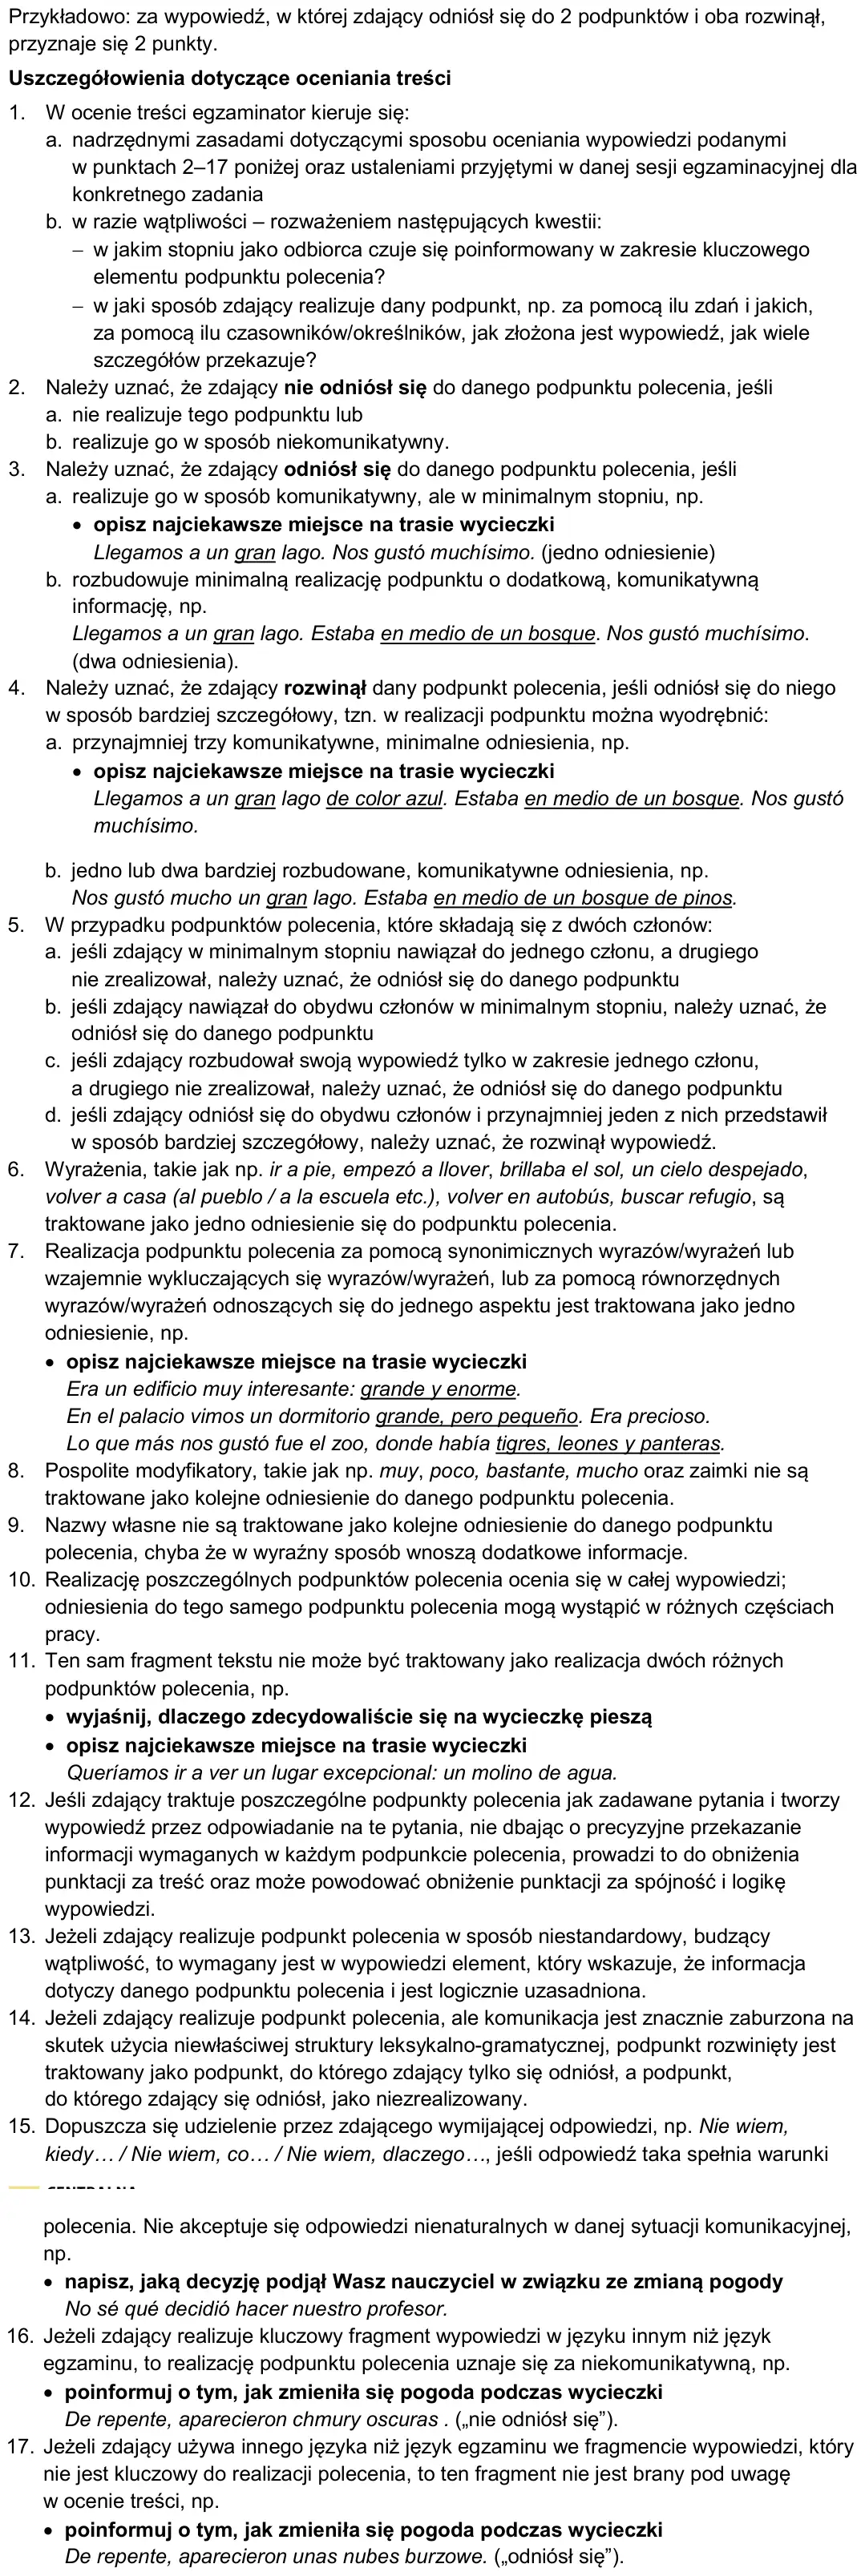 Przykładowo: za wypowiedź, w której zdający odniósł się do 2 podpunktów i oba rozwinął,
przyznaje się 2 punkty.
Uszczegółowienia dotyczące oceniania treści
1. W ocenie treści egzaminator kieruje się:
a. nadrzędnymi zasadami dotyczącymi sposobu oceniania wypowiedzi podanymi
w punktach 2–17 poniżej oraz ustaleniami przyjętymi w danej sesji egzaminacyjnej dla
konkretnego zadania
b. w razie wątpliwości – rozważeniem następujących kwestii:
− w jakim stopniu jako odbiorca czuje się poinformowany w zakresie kluczowego
elementu podpunktu polecenia?
− w jaki sposób zdający realizuje dany podpunkt, np. za pomocą ilu zdań i jakich,
za pomocą ilu czasowników/określników, jak złożona jest wypowiedź, jak wiele
szczegółów przekazuje?
2. Należy uznać, że zdający nie odniósł się do danego podpunktu polecenia, jeśli
a. nie realizuje tego podpunktu lub
b. realizuje go w sposób niekomunikatywny.
3. Należy uznać, że zdający odniósł się do danego podpunktu polecenia, jeśli
a. realizuje go w sposób komunikatywny, ale w minimalnym stopniu, np.
• opisz najciekawsze miejsce na trasie wycieczki
Llegamos a un gran lago. Nos gustó muchísimo. (jedno odniesienie)
b. rozbudowuje minimalną realizację podpunktu o dodatkową, komunikatywną
informację, np.
Llegamos a un gran lago. Estaba en medio de un bosque. Nos gustó muchísimo.
(dwa odniesienia).
4. Należy uznać, że zdający rozwinął dany podpunkt polecenia, jeśli odniósł się do niego
w sposób bardziej szczegółowy, tzn. w realizacji podpunktu można wyodrębnić:
a. przynajmniej trzy komunikatywne, minimalne odniesienia, np.
• opisz najciekawsze miejsce na trasie wycieczki
Llegamos a un gran lago de color azul. Estaba en medio de un bosque. Nos gustó
muchísimo.
b. jedno lub dwa bardziej rozbudowane, komunikatywne odniesienia, np.
Nos gustó mucho un gran lago. Estaba en medio de un bosque de pinos.
5. W przypadku podpunktów polecenia, które składają się z dwóch członów:
a. jeśli zdający w minimalnym stopniu nawiązał do jednego członu, a drugiego
nie zrealizował, należy uznać, że odniósł się do danego podpunktu
b. jeśli zdający nawiązał do obydwu członów w minimalnym stopniu, należy uznać, że
odniósł się do danego podpunktu
c. jeśli zdający rozbudował swoją wypowiedź tylko w zakresie jednego członu,
a drugiego nie zrealizował, należy uznać, że odniósł się do danego podpunktu
d. jeśli zdający odniósł się do obydwu członów i przynajmniej jeden z nich przedstawił
w sposób bardziej szczegółowy, należy uznać, że rozwinął wypowiedź.
6. Wyrażenia, takie jak np. ir a pie, empezó a llover, brillaba el sol, un cielo despejado,
volver a casa (al pueblo / a la escuela etc.), volver en autobús, buscar refugio, są
traktowane jako jedno odniesienie się do podpunktu polecenia.
7. Realizacja podpunktu polecenia za pomocą synonimicznych wyrazów/wyrażeń lub
wzajemnie wykluczających się wyrazów/wyrażeń, lub za pomocą równorzędnych
wyrazów/wyrażeń odnoszących się do jednego aspektu jest traktowana jako jedno
odniesienie, np.
• opisz najciekawsze miejsce na trasie wycieczki
Era un edificio muy interesante: grande y enorme.
En el palacio vimos un dormitorio grande, pero pequeño. Era precioso.
Lo que más nos gustó fue el zoo, donde había tigres, leones y panteras.
8. Pospolite modyfikatory, takie jak np. muy, poco, bastante, mucho oraz zaimki nie są
traktowane jako kolejne odniesienie do danego podpunktu polecenia.
9. Nazwy własne nie są traktowane jako kolejne odniesienie do danego podpunktu
polecenia, chyba że w wyraźny sposób wnoszą dodatkowe informacje.
10. Realizację poszczególnych podpunktów polecenia ocenia się w całej wypowiedzi;
odniesienia do tego samego podpunktu polecenia mogą wystąpić w różnych częściach
pracy.
11. Ten sam fragment tekstu nie może być traktowany jako realizacja dwóch różnych
podpunktów polecenia, np.
• wyjaśnij, dlaczego zdecydowaliście się na wycieczkę pieszą
• opisz najciekawsze miejsce na trasie wycieczki
Queríamos ir a ver un lugar excepcional: un molino de agua.
12. Jeśli zdający traktuje poszczególne podpunkty polecenia jak zadawane pytania i tworzy
wypowiedź przez odpowiadanie na te pytania, nie dbając o precyzyjne przekazanie
informacji wymaganych w każdym podpunkcie polecenia, prowadzi to do obniżenia
punktacji za treść oraz może powodować obniżenie punktacji za spójność i logikę
wypowiedzi.
13. Jeżeli zdający realizuje podpunkt polecenia w sposób niestandardowy, budzący
wątpliwość, to wymagany jest w wypowiedzi element, który wskazuje, że informacja
dotyczy danego podpunktu polecenia i jest logicznie uzasadniona.
14. Jeżeli zdający realizuje podpunkt polecenia, ale komunikacja jest znacznie zaburzona na
skutek użycia niewłaściwej struktury leksykalno-gramatycznej, podpunkt rozwinięty jest
traktowany jako podpunkt, do którego zdający tylko się odniósł, a podpunkt,
do którego zdający się odniósł, jako niezrealizowany.
15. Dopuszcza się udzielenie przez zdającego wymijającej odpowiedzi, np. Nie wiem,
kiedy… / Nie wiem, co… / Nie wiem, dlaczego…, jeśli odpowiedź taka spełnia warunki
polecenia. Nie akceptuje się odpowiedzi nienaturalnych w danej sytuacji komunikacyjnej,
np.
• napisz, jaką decyzję podjął Wasz nauczyciel w związku ze zmianą pogody
No sé qué decidió hacer nuestro profesor.
16. Jeżeli zdający realizuje kluczowy fragment wypowiedzi w języku innym niż język
egzaminu, to realizację podpunktu polecenia uznaje się za niekomunikatywną, np.
• poinformuj o tym, jak zmieniła się pogoda podczas wycieczki
De repente, aparecieron chmury oscuras . („nie odniósł się”).
17. Jeżeli zdający używa innego języka niż język egzaminu we fragmencie wypowiedzi, który
nie jest kluczowy do realizacji polecenia, to ten fragment nie jest brany pod uwagę
w ocenie treści, np.
• poinformuj o tym, jak zmieniła się pogoda podczas wycieczki
De repente, aparecieron unas nubes burzowe. („odniósł się”).